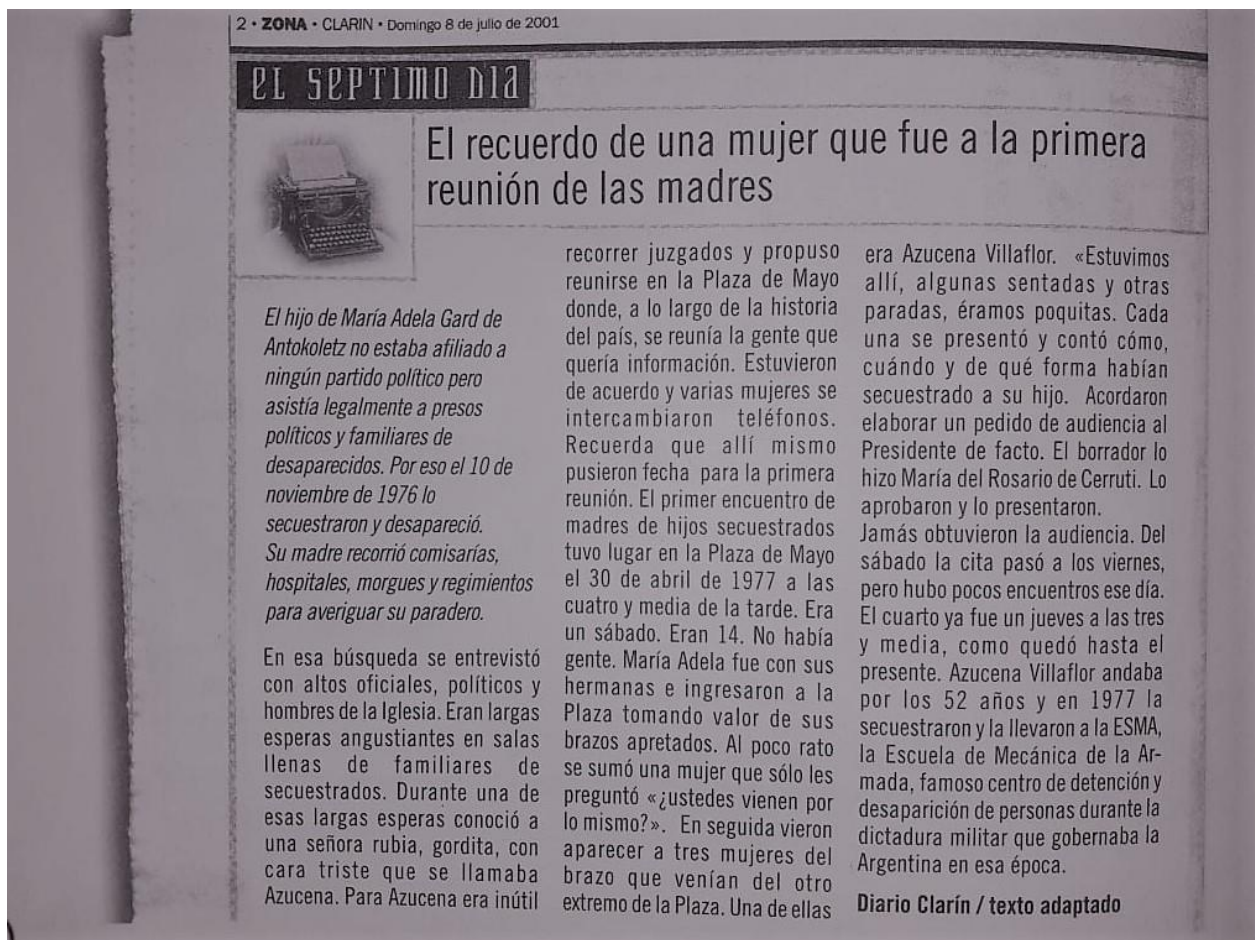 2 • ZONA • CLARIN • Domingo 8 de julio de 2001
EL SEPTIMO DIA
El recuerdo de una mujer que fue a la primera
reunión de las madres
El hijo de María Adela Gard de
Antokoletz no estaba afiliado a
ningún partido político pero
asistía legalmente a presos
políticos y familiares de
desaparecidos. Por eso el 10 de
noviembre de 1976 lo
secuestraron y desapareció.
Su madre recorrió comisarías,
hospitales, morgues y regimientos
para averiguar su paradero.
En esa búsqueda se entrevistó
con altos oficiales, políticos y
hombres de la Iglesia. Eran largas
esperas angustiantes en salas
llenas de familiares de
secuestrados. Durante una de
esas largas esperas conoció a
una señora rubia, gordita, con
cara triste que se llamaba
Azucena. Para Azucena era inútil
recorrer juzgados y propuso
reunirse en la Plaza de Mayo
donde, a lo largo de la historia
del país, se reunía la gente que
quería información. Estuvieron
de acuerdo y varias mujeres se
intercambiaron teléfonos.
Recuerda que allí mismo
pusieron fecha para la primera
reunión. El primer encuentro de
madres de hijos secuestrados
tuvo lugar en la Plaza de Mayo
el 30 de abril de 1977 a las
cuatro y media de la tarde. Era
un sábado. Eran 14. No había
gente. María Adela fue con sus
hermanas e ingresaron a la
Plaza tomando valor de sus
brazos apretados. Al poco rato
se sumó una mujer que sólo les
preguntó «¿ustedes vienen por
lo mismo?». En seguida vieron
aparecer a tres mujeres del
brazo que venían del otro
extremo de la Plaza. Una de ellas
era Azucena Villaflor. «Estuvimos
allí, algunas sentadas y otras
paradas, éramos poquitas. Cada
una se presentó y contó cómo,
cuándo y de qué forma habían
secuestrado a su hijo. Acordaron
elaborar un pedido de audiencia al
Presidente de facto. El borrador lo
hizo María del Rosario de Cerruti. Lo
aprobaron y lo presentaron.
Jamás obtuvieron la audiencia. Del
sábado la cita pasó a los viernes,
pero hubo pocos encuentros ese día.
El cuarto ya fue un jueves a las tres
y media, como quedó hasta el
presente. Azucena Villaflor andaba
por los 52 años y en 1977 la
secuestraron y la llevaron a la ESMA,
la Escuela de Mecánica de la Ar-
mada, famoso centro de detención y
desaparición de personas durante la
dictadura militar que gobernaba la
Argentina en esa época.
Diario Clarín / texto adaptado